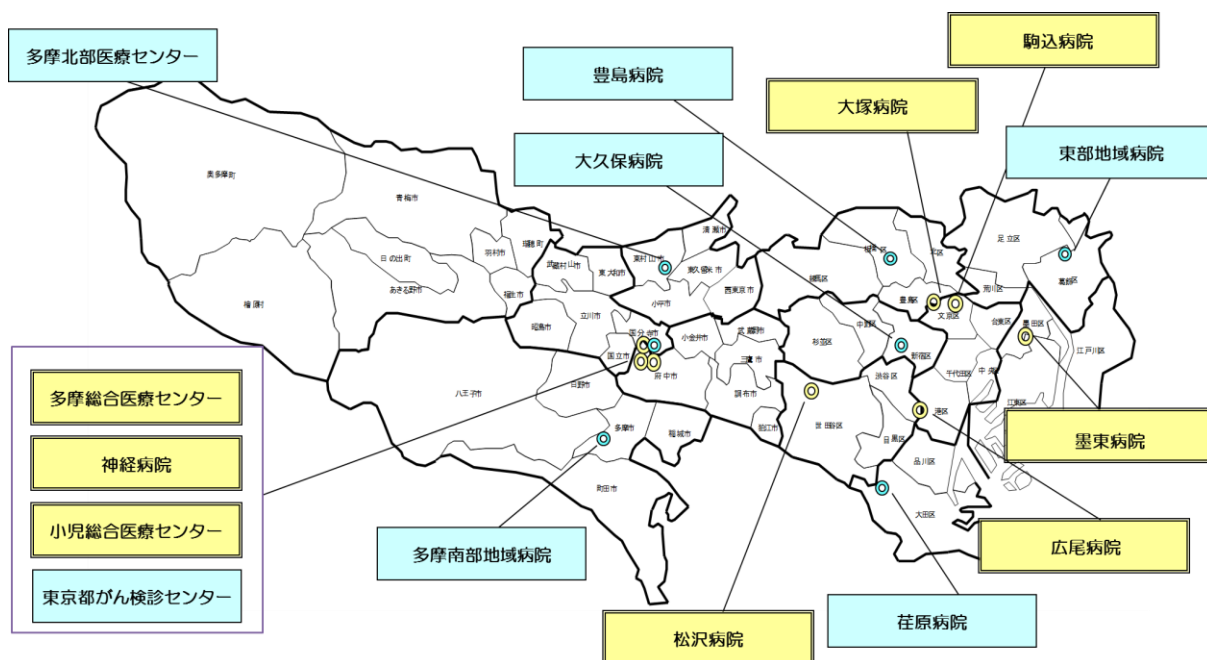 駒込病院
多摩北部医療センター
豊島病院
大塚病院
東部地域病院
大久保病院
奥多摩町
青梅市
日の出町
あきる野市
檜原村
羽村市
瑞穂町
福生市
武蔵村山市
東大和市
東村山市
清瀬市
東久留米市
西東京市
小平市
昭島市
立川市
国分寺市
国立市
小金井市
武蔵野市
三鷹市
府中市
調布市
狛江市
八王子市
日野市
多摩市
稲城市
町田市
練馬区
板橋区
北区
足立区
葛飾区
荒川区
豊島区
文京区
台東区
墨田区
江戸川区
中野区
杉並区
新宿区
千代田区
中央区
渋谷区
港区
江東区
世田谷区
目黒区
品川区
大田区
多摩総合医療センター
神経病院
小児総合医療センター
東京都がん検診センター
多摩南部地域病院
松沢病院
荏原病院
広尾病院
墨東病院